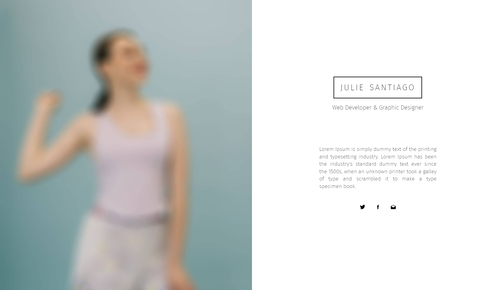 JULIE SANTIAGO
Web Developer & Graphic Designer
Lorem Ipsum is simply dummy text of the printing
and typesetting industry. Lorem Ipsum has been
the industry's standard dummy text ever since
the 1500s, when an unknown printer took a galley
of type and scrambled it to make a type
specimen book.